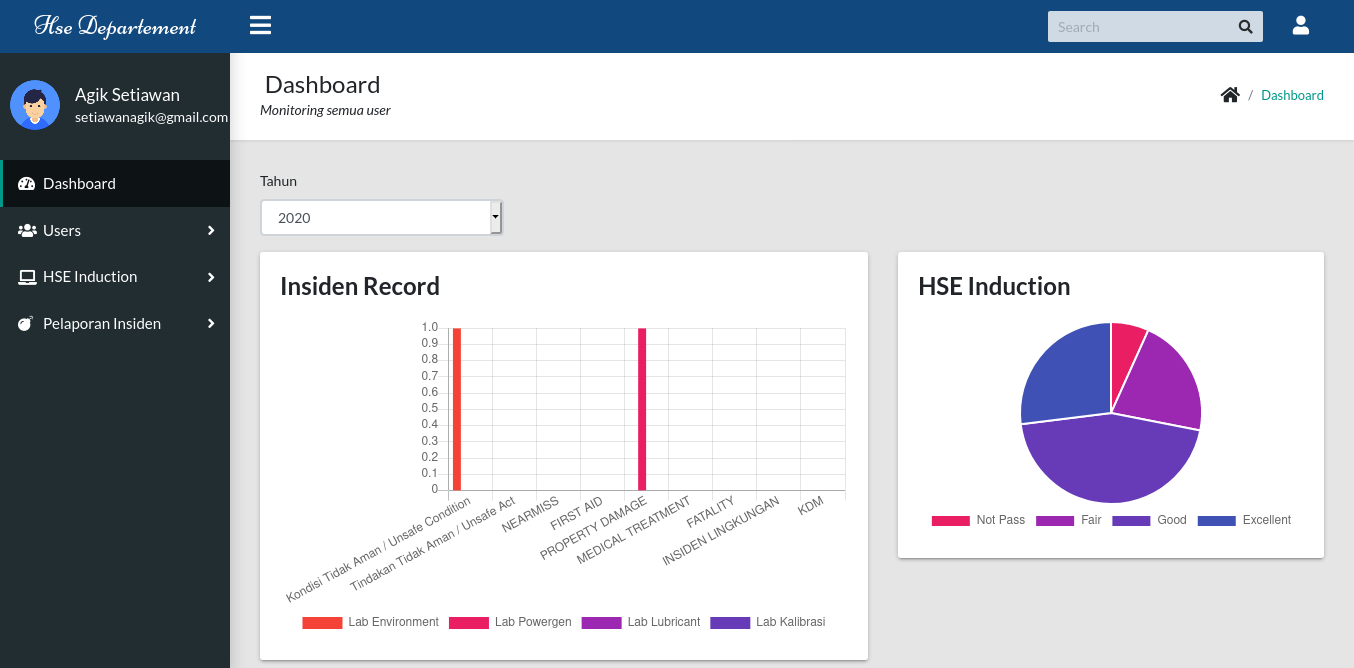 Hse Departement
Search
Agik Setiawan
setiawanagik@gmail.com
Dashboard
Users
HSE Induction
Pelaporan Insiden
Dashboard
Monitoring semua user
/ Dashboard
Tahun
2020
Insiden Record
1.0
0.9
0.8
0.7
0.6
0.5
0.4
0.3
0.2
0.1
0
Kondisi Tidak Aman / Unsafe Condition
Tindakan Tidak Aman / Unsafe Act
NEARMISS
FIRST AID
PROPERTY DAMAGE
MEDICAL TREATMENT
FATALITY
INSIDEN LINGKUNGAN
KDM
Lab Environment Lab Powergen Lab Lubricant Lab Kalibrasi
HSE Induction
Not Pass Fair Good Excellent